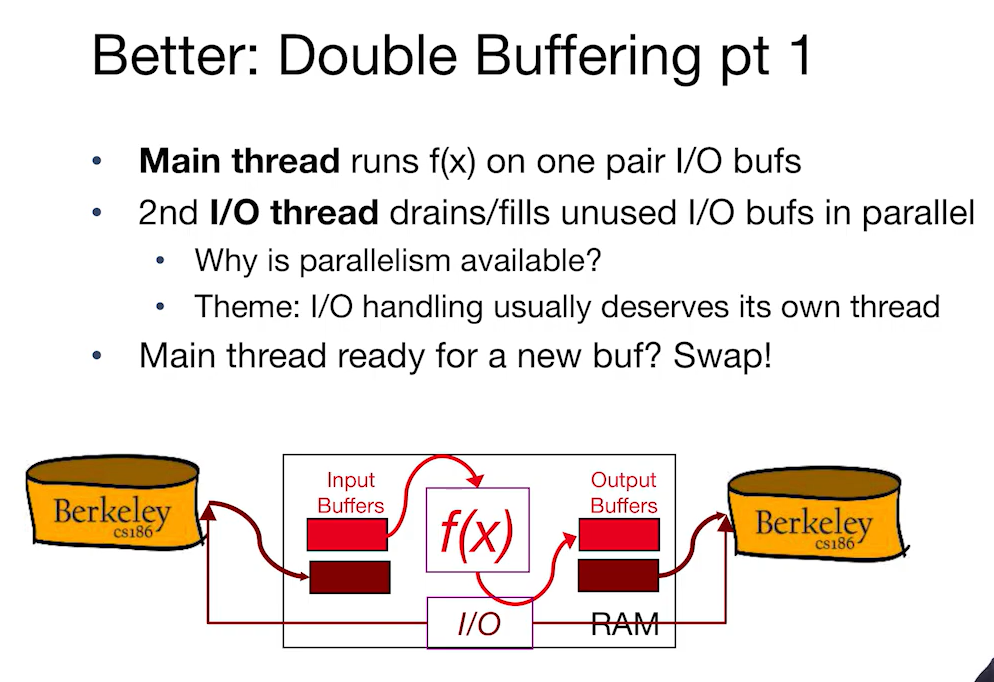 Better: Double Buffering pt 1
• Main thread runs f(x) on one pair I/O bufs
• 2nd I/O thread drains/fills unused I/O bufs in parallel
• Why is parallelism available?
• Theme: I/O handling usually deserves its own thread
• Main thread ready for a new buf? Swap!
Berkeley
cs186
Input
Buffers
f(x)
Output
Buffers
I/O
RAM
Berkeley
cs186